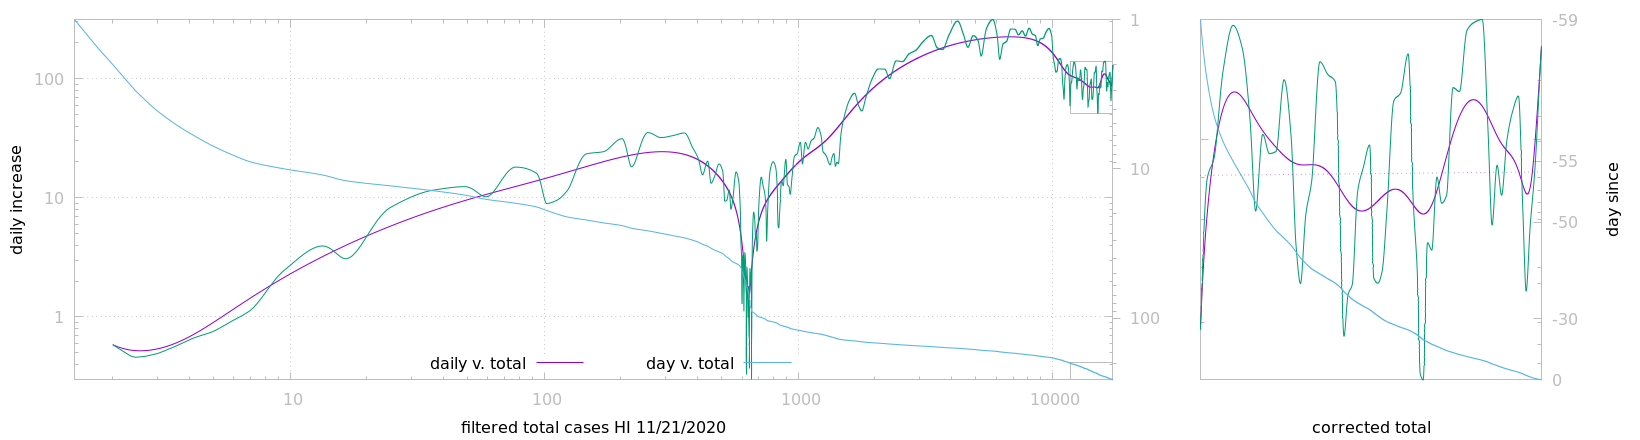 daily increase
100
10
1
10
100
1000
10000
1
10
100
daily v. total
day v. total
filtered total cases HI 11/21/2020
-59
-55
-50
-30
0
day since
corrected total